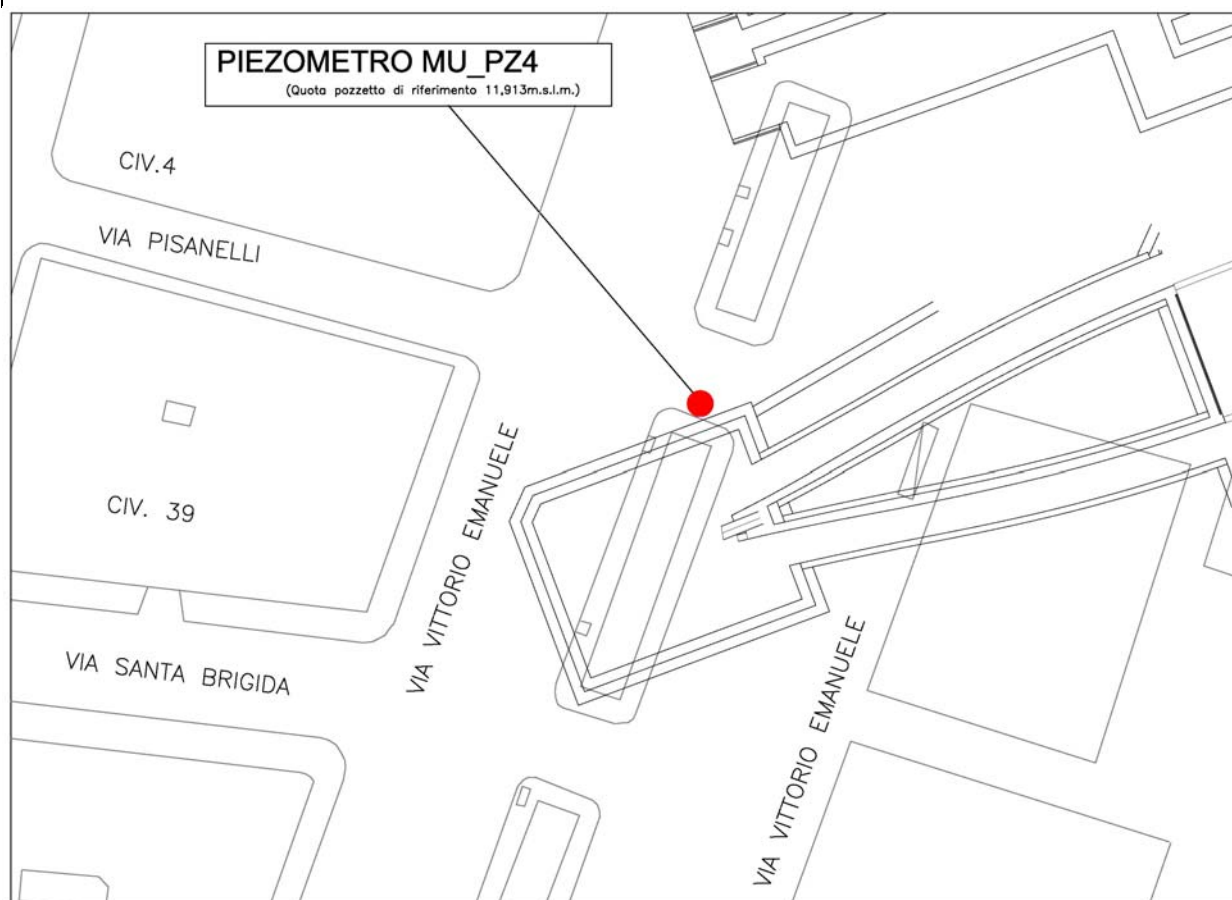 PIEZOMETRO MU_PZ4
(Quota pozzetto di riferimento 11,913m.s.l.m.)
CIV.4
VIA PISANELLI
CIV. 39
VIA VITTORIO EMANUELE
VIA SANTA BRIGIDA
VIA VITTORIO EMANUELE